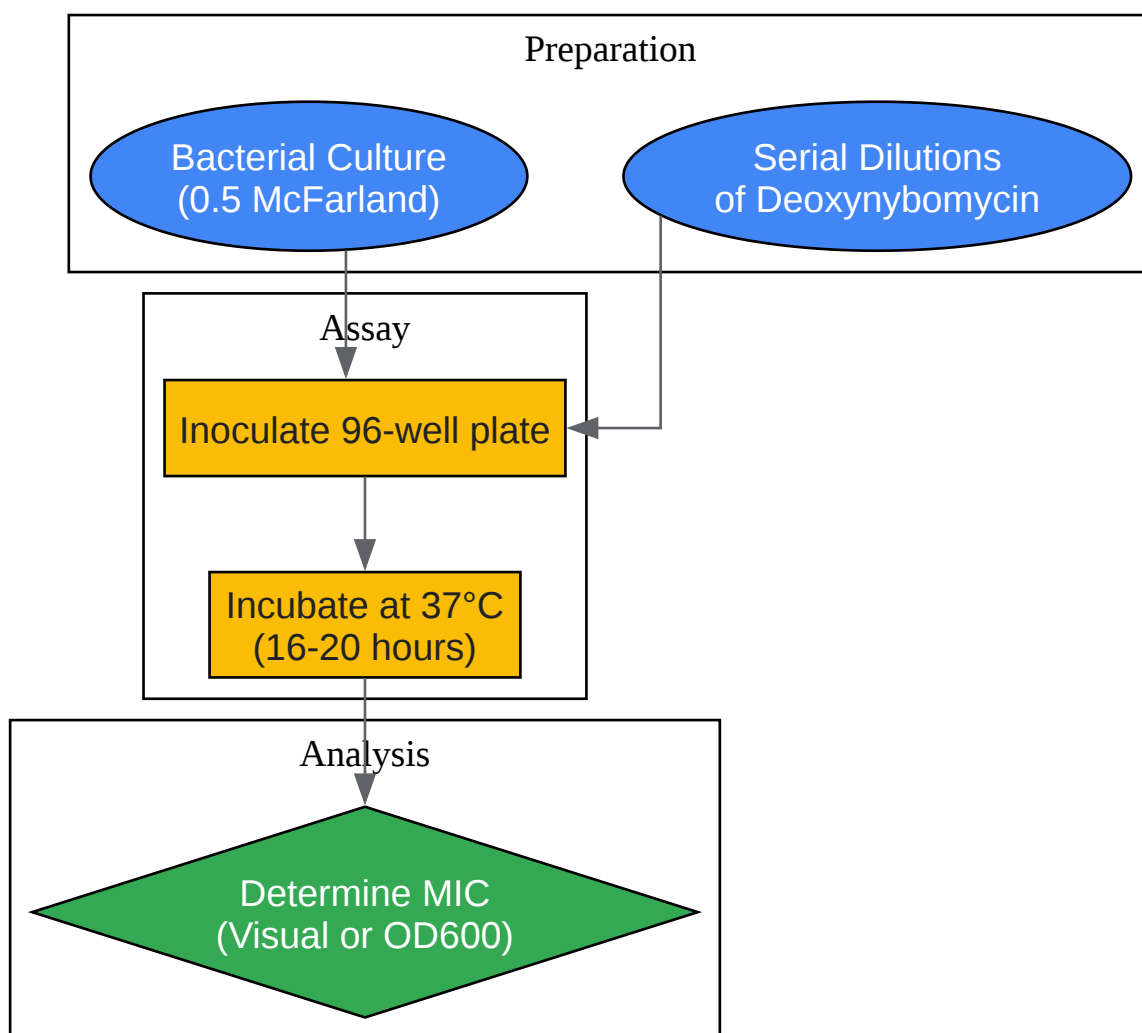 Preparation
Bacterial Culture
(0.5 McFarland)
Serial Dilutions
of Deoxynybomycin
Assay
Inoculate 96-well plate
Incubate at 37°C
(16-20 hours)
Analysis
Determine MIC
(Visual or OD600)